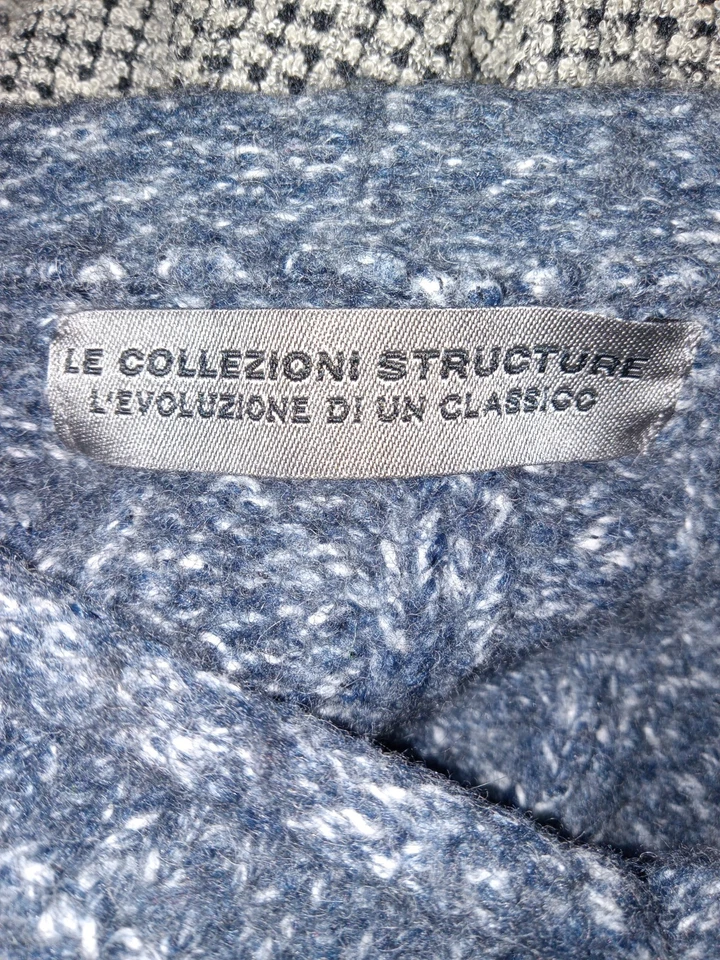 LE COLLEZIONI STRUCTURE
L'EVOLUZIONE DI UN CLASSICO